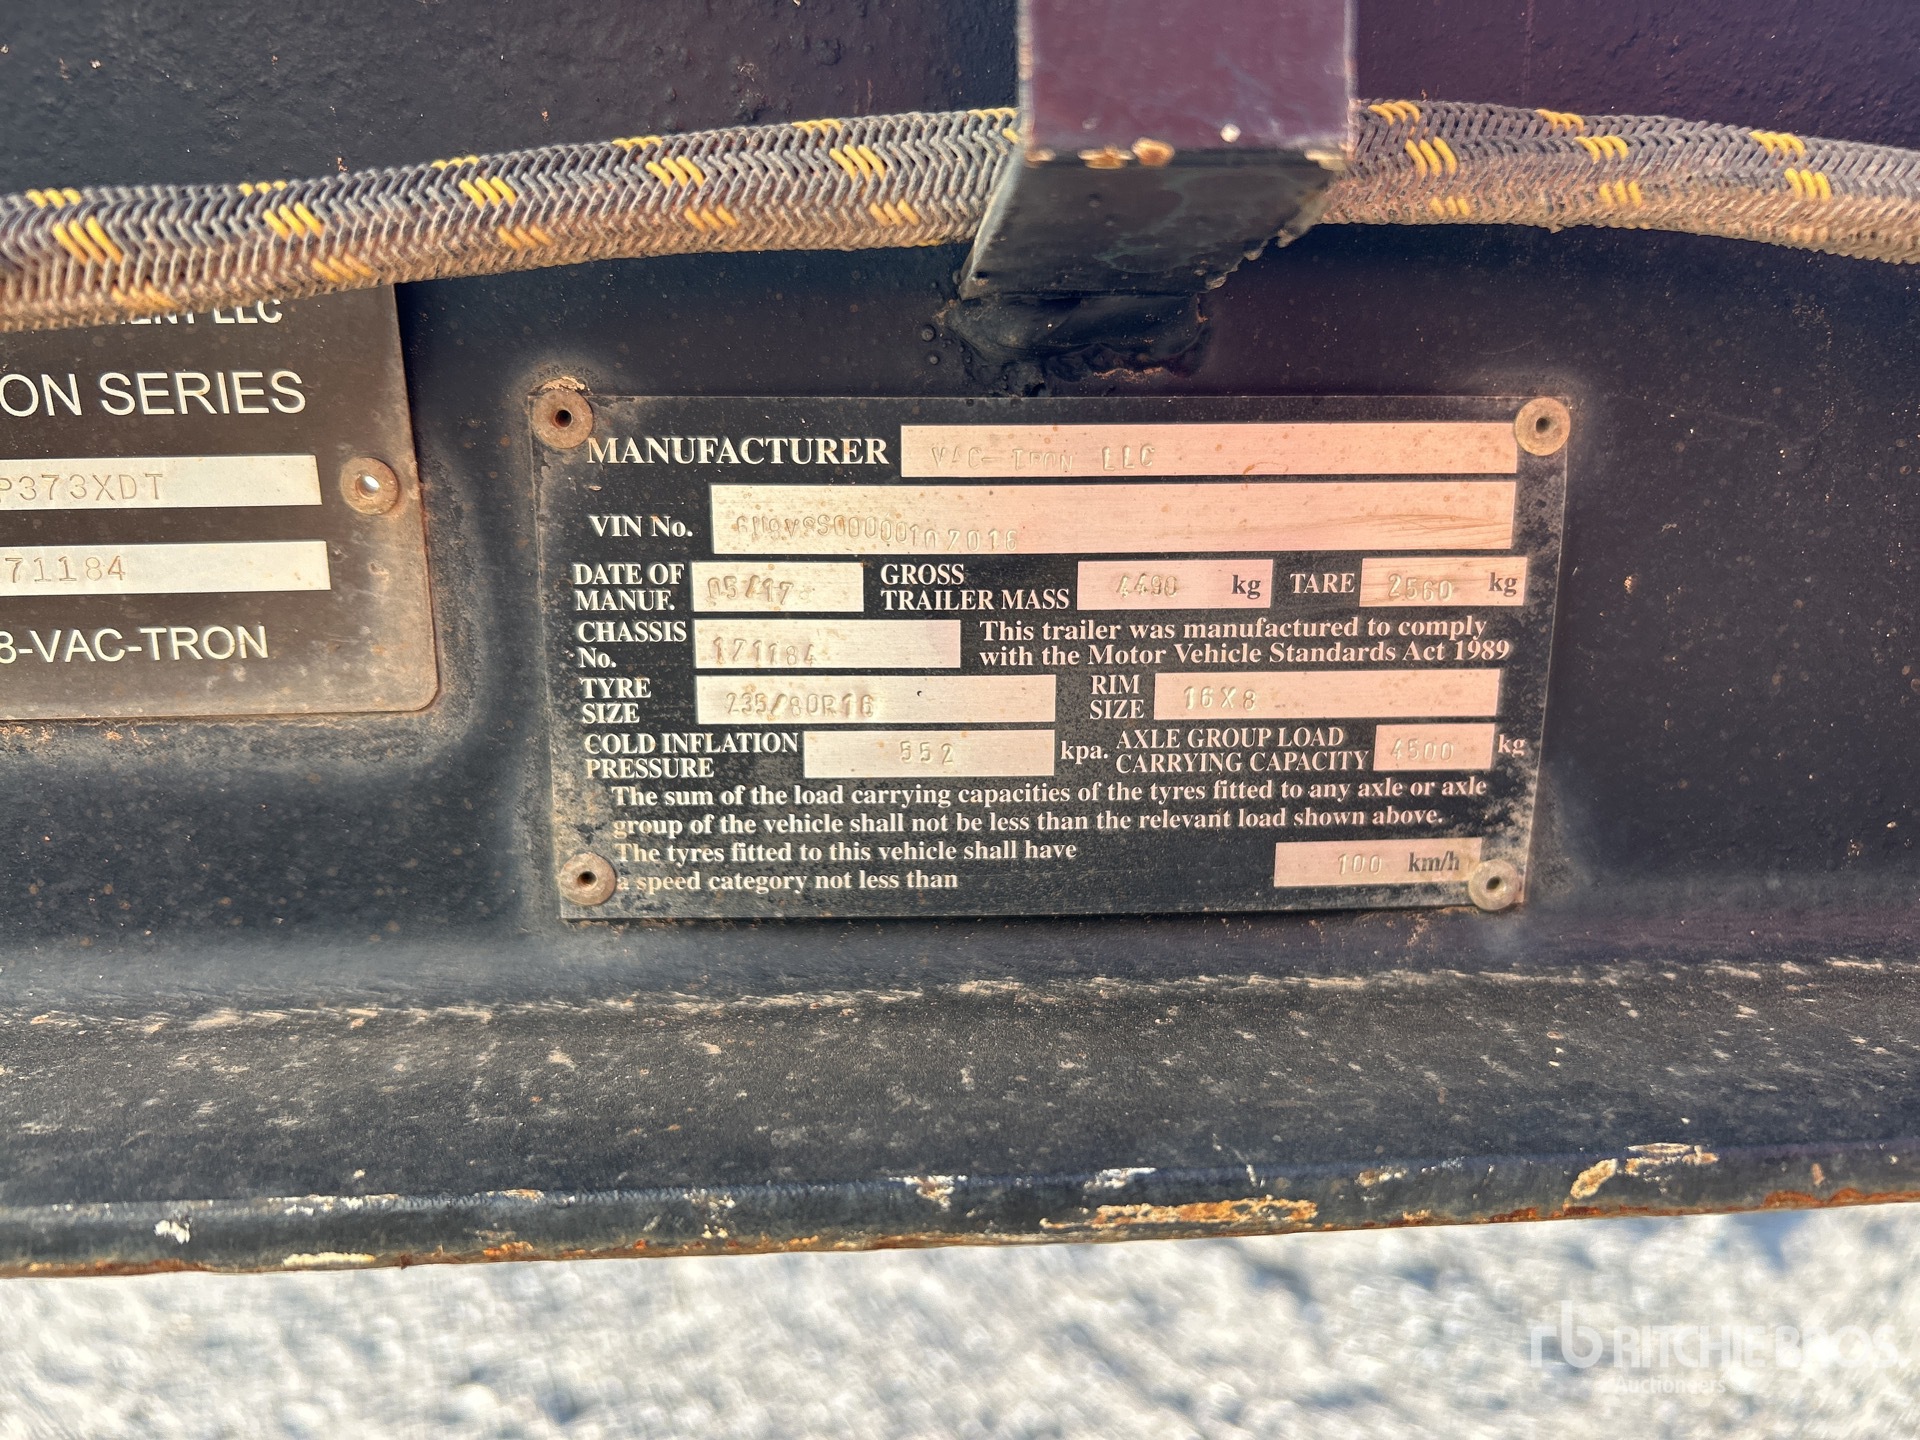 LLC
ON SERIES
P373XDT
71184
8-VAC-TRON
MANUFACTURER VAC-TRON LLC
VIN No.
DATE OF MANUF. 05/17
GROSS TRAILER MASS 4490 kg
TARE 2560 kg
CHASSIS No. 171184
This trailer was manufactured to comply
with the Motor Vehicle Standards Act 1989
TYRE SIZE 235/80R16
RIM SIZE 16X8
COLD INFLATION PRESSURE 552 kpa.
AXLE GROUP LOAD CARRYING CAPACITY 4500 kg
The sum of the load carrying capacities of the tyres fitted to any axle or axle
group of the vehicle shall not be less than the relevant load shown above.
The tyres fitted to this vehicle shall have
a speed category not less than 100 km/h
rb RITCHIE BROS.
Auctioneers